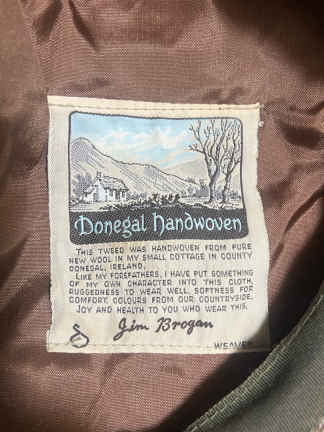 Donegal Handwoven
THIS TWEED WAS HANDWOVEN FROM PURE
NEW WOOL IN MY SMALL COTTAGE IN COUNTY
DONEGAL, IRELAND.
LIKE MY FOREFATHERS, I HAVE PUT SOMETHING
OF MY OWN CHARACTER INTO THIS CLOTH,
RUGGEDNESS TO WEAR WELL, SOFTNESS FOR
COMFORT, COLOURS FROM OUR COUNTRYSIDE.
JOY AND HEALTH TO YOU WHO WEAR THIS.
Jim Brogan
WEAVER